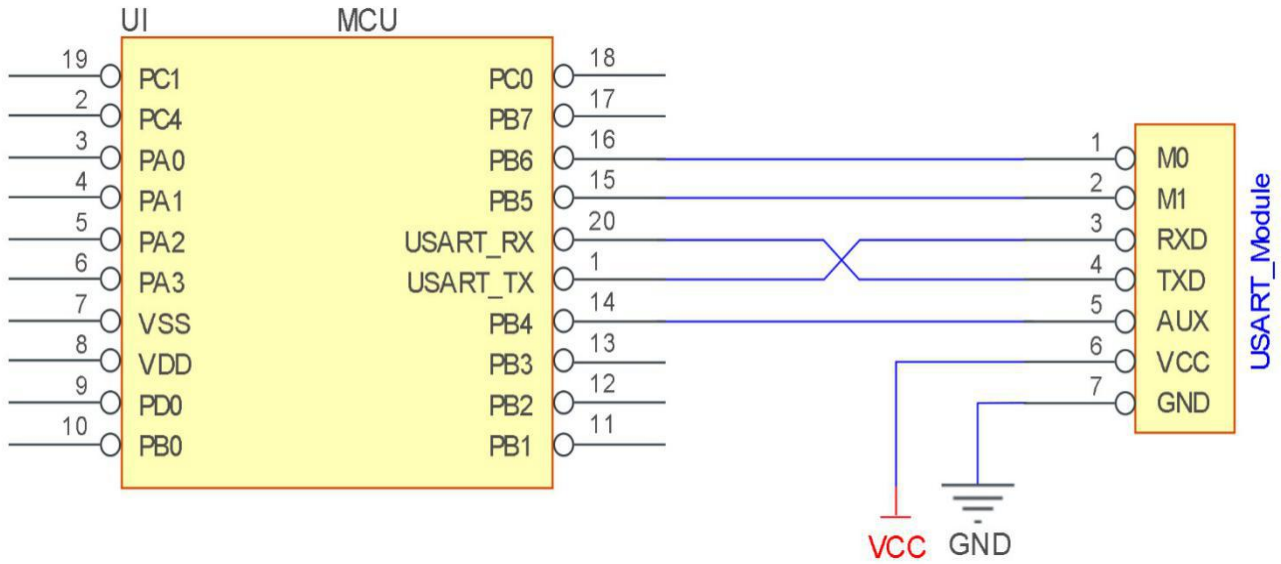 UI MCU
19 PC1 PC0 18
2 PC4 PB7 17
3 PA0 PB6 16 1 M0
4 PA1 PB5 15 2 M1
5 PA2 USART_RX 20 3 RXD
6 PA3 USART_TX 1 4 TXD
7 VSS PB4 14 5 AUX
8 VDD PB3 13 6 VCC
9 PD0 PB2 12 7 GND
10 PB0 PB1 11
USART_Module
VCC GND